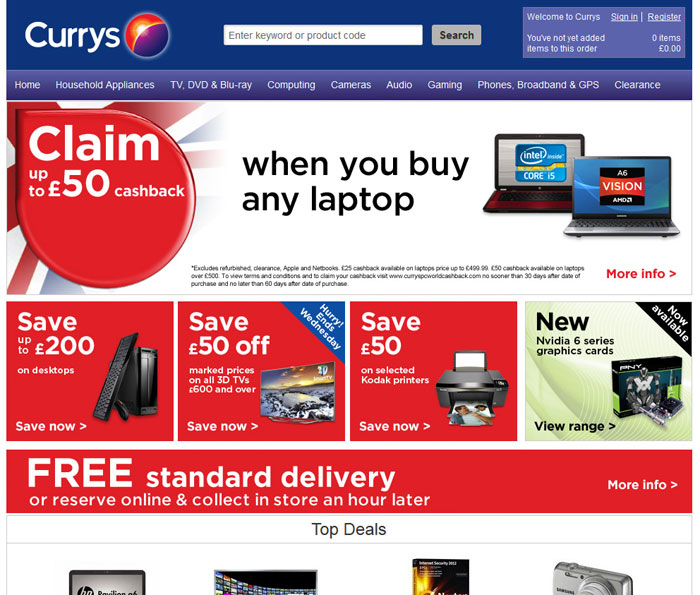 Currys
Enter keyword or product code
Search
Welcome to Currys Sign in | Register
You've not yet added 0 items
items to this order £0.00
Home Household Appliances TV, DVD & Blu-ray Computing Cameras Audio Gaming Phones, Broadband & GPS Clearance
Claim
up
to £50 cashback
when you buy
any laptop
intel inside
CORE i5
A6
VISION
AMD
*Excludes refurbished, clearance, Apple and Netbooks. £25 cashback available on laptops price up to £499.99. £50 cashback available on laptops
over £500. To view terms and conditions and to claim your cashback visit www.curryspcworldcashback.com no sooner than 30 days after date of
purchase and no later than 60 days after date of purchase.
More info >
Save
up
to £200
on desktops
Save now >
Save
£50 off
marked prices
on all 3D TVs
£600 and over
Save now >
Hurry!
Ends
Wednesday
Save
£50
on selected
Kodak printers
Save now >
New
Nvidia 6 series
graphics cards
View range >
Now
available
PNY
FREE standard delivery
or reserve online & collect in store an hour later
More info >
Top Deals
hp Pavilion g6
Internet Security 2012
SAMSUNG